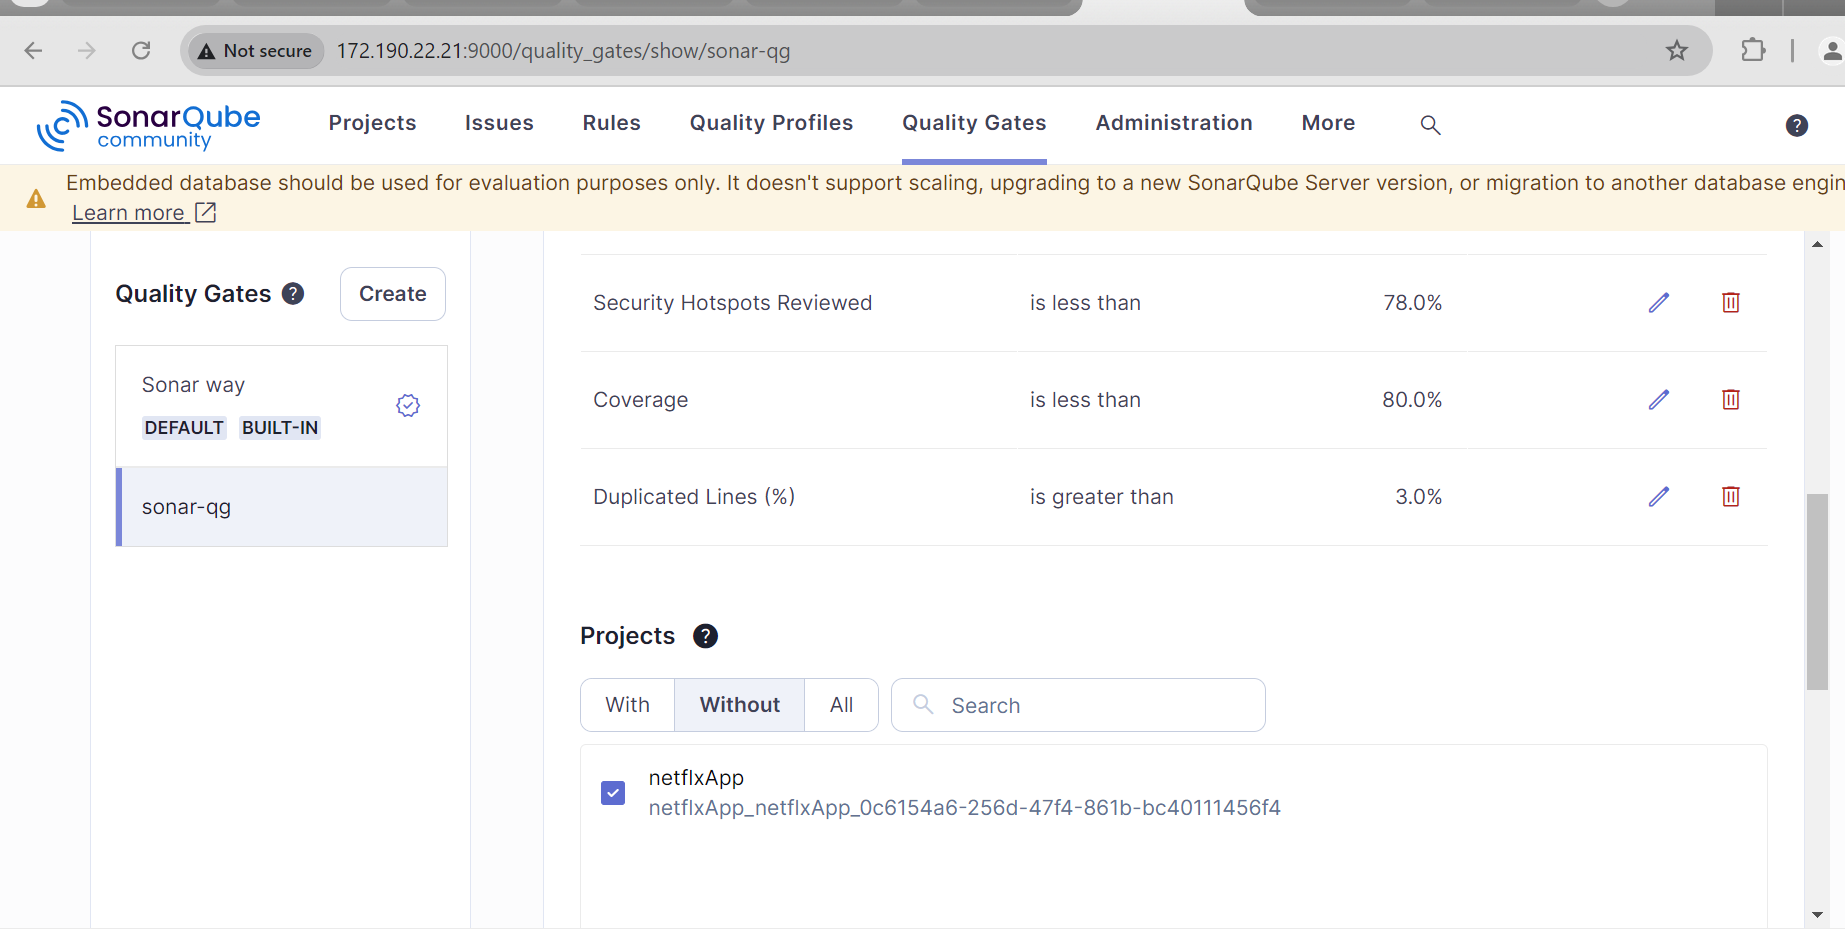 Not secure 172.190.22.21:9000/quality_gates/show/sonar-qg
SonarQube
community
Projects Issues Rules Quality Profiles Quality Gates Administration More
Embedded database should be used for evaluation purposes only. It doesn't support scaling, upgrading to a new SonarQube Server version, or migration to another database engin
Learn more
Quality Gates
Create
Sonar way
DEFAULT BUILT-IN
sonar-qg
Security Hotspots Reviewed is less than 78.0%
Coverage is less than 80.0%
Duplicated Lines (%) is greater than 3.0%
Projects
With Without All Search
netflxApp
netflxApp_netflxApp_0c6154a6-256d-47f4-861b-bc40111456f4